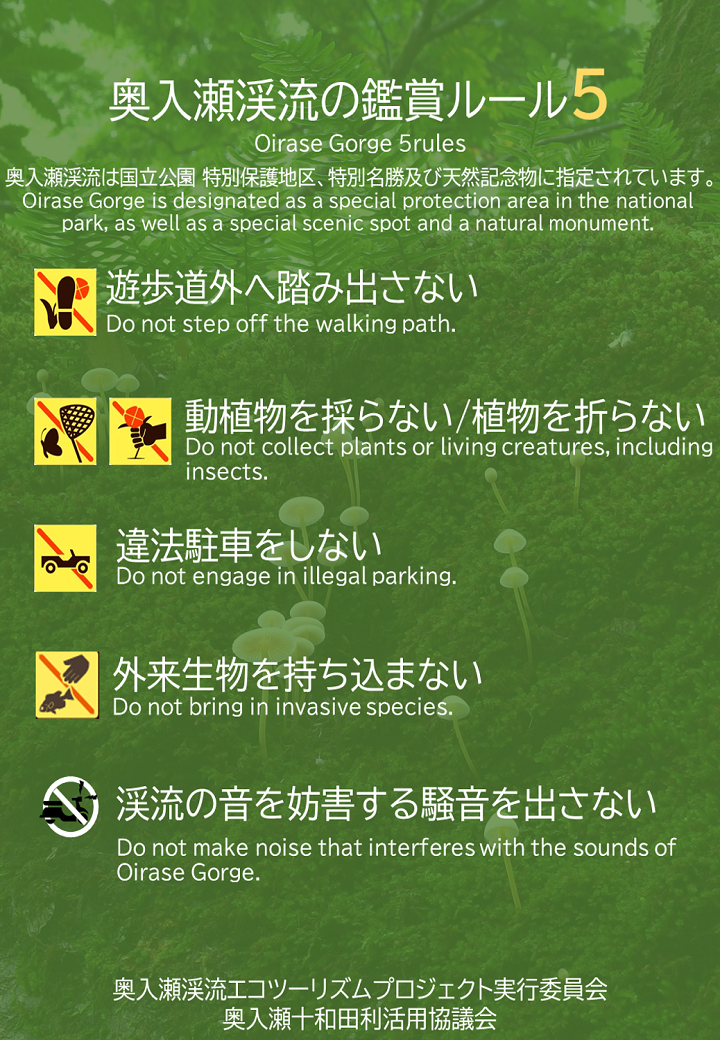 奥入瀬渓流の鑑賞ルール5
Oirase Gorge 5rules
奥入瀬渓流は国立公園 特別保護地区、特別名勝及び天然記念物に指定されています。
Oirase Gorge is designated as a special protection area in the national
park, as well as a special scenic spot and a natural monument.
遊歩道外へ踏み出さない
Do not step off the walking path.
動植物を採らない/植物を折らない
Do not collect plants or living creatures, including
insects.
違法駐車をしない
Do not engage in illegal parking.
外来生物を持ち込まない
Do not bring in invasive species.
渓流の音を妨害する騒音を出さない
Do not make noise that interferes with the sounds of
Oirase Gorge.
奥入瀬渓流エコツーリズムプロジェクト実行委員会
奥入瀬十和田利活用協議会